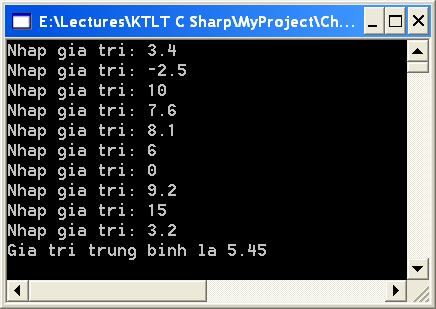 E:\Lectures\KTLT C Sharp\MyProject\Ch...
Nhap gia tri: 3.4
Nhap gia tri: -2.5
Nhap gia tri: 10
Nhap gia tri: 7.6
Nhap gia tri: 8.1
Nhap gia tri: 6
Nhap gia tri: 0
Nhap gia tri: 9.2
Nhap gia tri: 15
Nhap gia tri: 3.2
Gia tri trung binh la 5.45